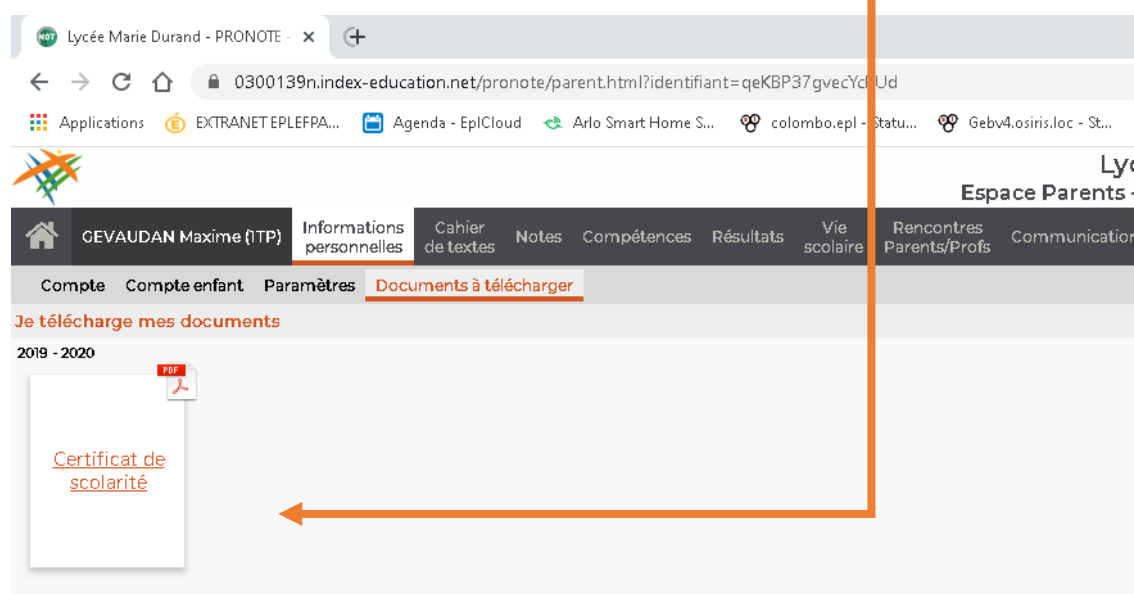 NOT Lycée Marie Durand - PRONOTE -
0300139n.index-education.net/pronote/parent.html?identifiant=qeKBP37gvecYc Ud
Applications EXTRANET EPLEFPA... Agenda - EplCloud Arlo Smart Home S... colombo.epl - Statu... Gebv4.osiris.loc - St...
Lyc
Espace Parents -
GEVAUDAN Maxime (1TP) Informations personnelles Cahier de textes Notes Compétences Résultats Vie scolaire Rencontres Parents/Profs Communication
Compte Compte enfant Paramètres Documents à télécharger
Je télécharge mes documents
2019 - 2020
PDF
Certificat de
scolarité